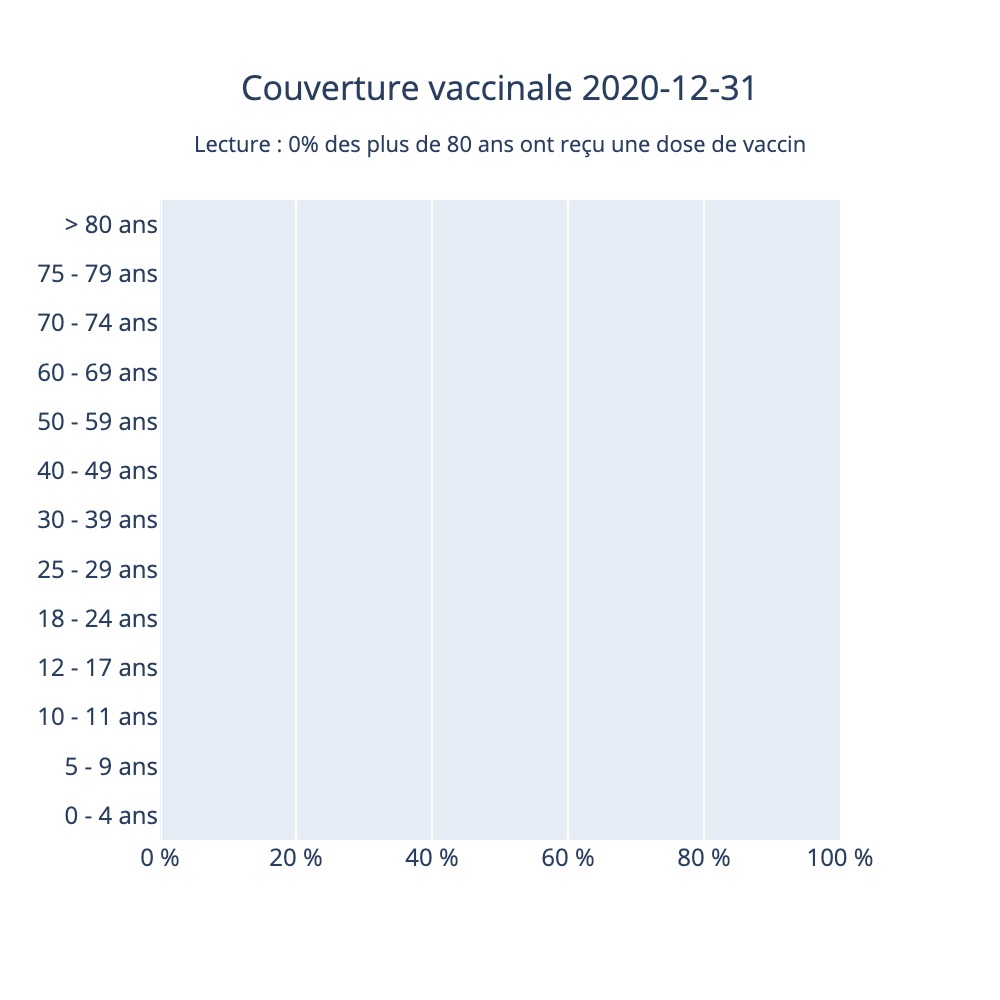 Couverture vaccinale 2020-12-31
Lecture : 0% des plus de 80 ans ont reçu une dose de vaccin
> 80 ans
75 - 79 ans
70 - 74 ans
60 - 69 ans
50 - 59 ans
40 - 49 ans
30 - 39 ans
25 - 29 ans
18 - 24 ans
12 - 17 ans
10 - 11 ans
5 - 9 ans
0 - 4 ans
0 % 20 % 40 % 60 % 80 % 100 %